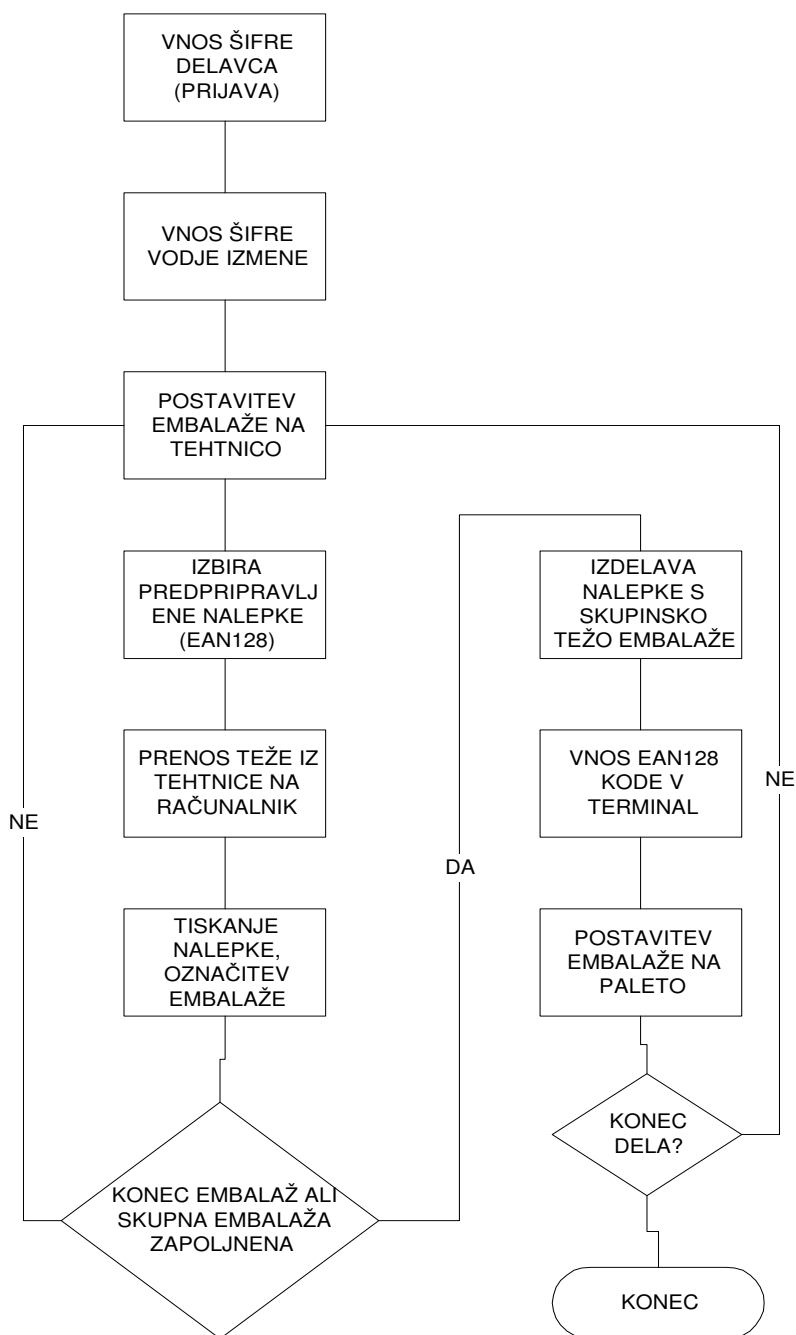 VNOS ŠIFRE
DELAVCA
(PRIJAVA)
VNOS ŠIFRE
VODJE IZMENE
POSTAVITEV
EMBALAŽE NA
TEHTNICO
IZBIRA
PREDPRIPRAVLJ
ENE NALEPKE
(EAN128)
PRENOS TEŽE IZ
TEHTNICE NA
RAČUNALNIK
NE
TISKANJE
NALEPKE,
OZNAČITEV
EMBALAŽE
KONEC EMBALAŽ ALI
SKUPNA EMBALAŽA
ZAPOLJNENA
DA
IZDELAVA
NALEPKE S
SKUPINSKO
TEŽO EMBALAŽE
VNOS EAN128
KODE V
TERMINAL
NE
POSTAVITEV
EMBALAŽE NA
PALETO
KONEC
DELA?
KONEC